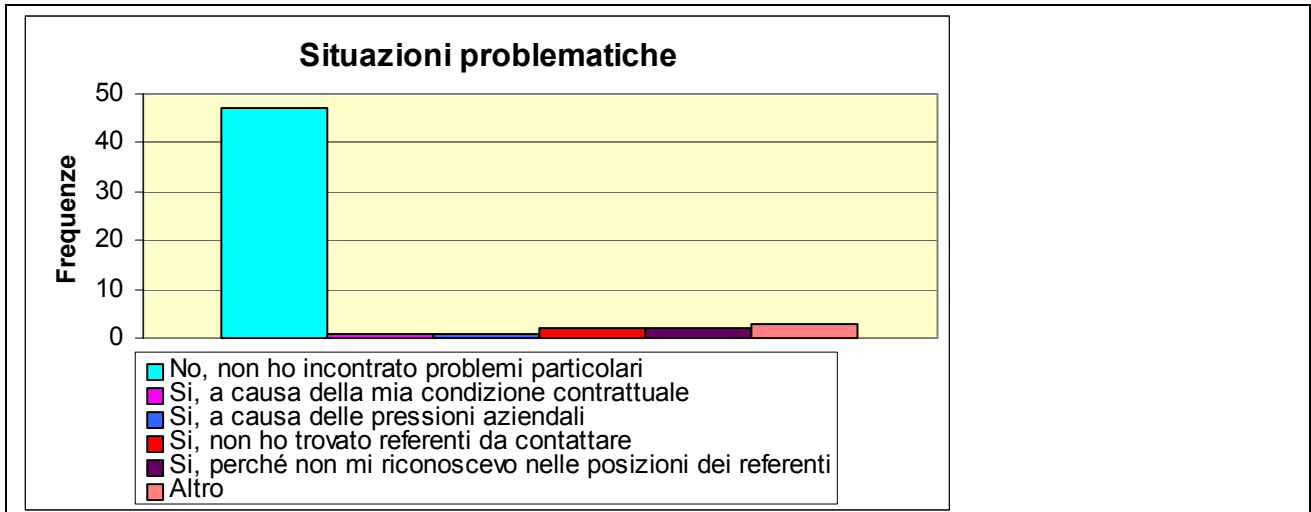 Situazioni problematiche
50
40
30
20
10
0
Frequenze
No, non ho incontrato problemi particolari
Si, a causa della mia condizione contrattuale
Si, a causa delle pressioni aziendali
Si, non ho trovato referenti da contattare
Si, perché non mi riconoscevo nelle posizioni dei referenti
Altro